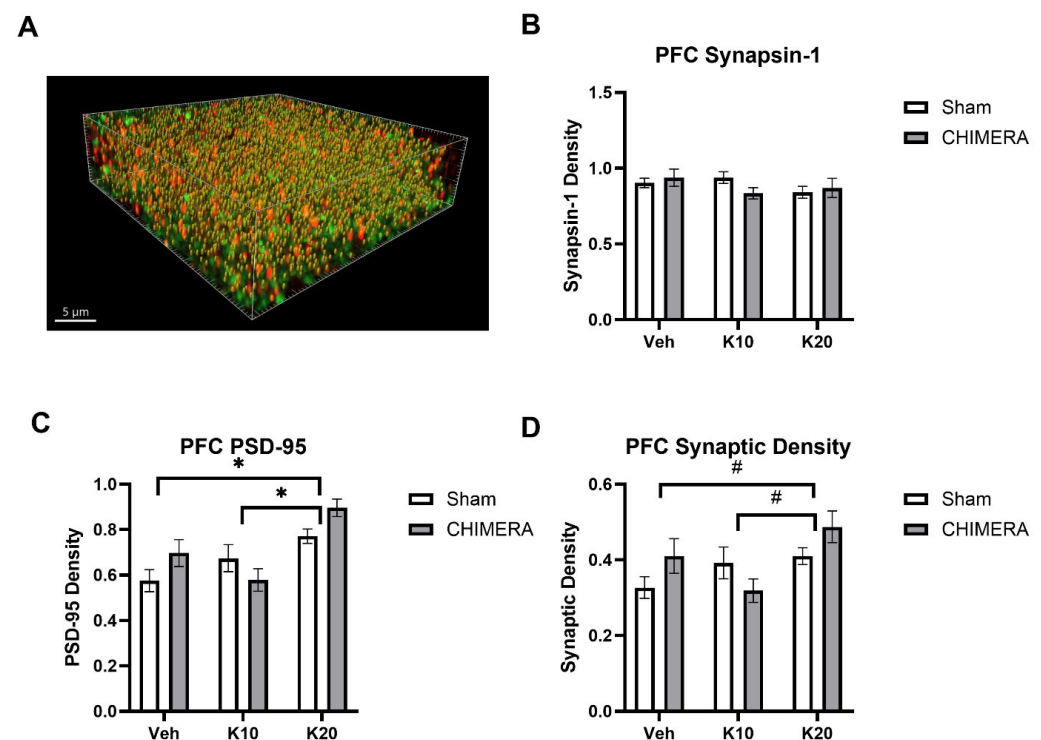 A
5 µm
B
PFC Synapsin-1
Synapsin-1 Density
1.5
1.0
0.5
0.0
Veh K10 K20
Sham
CHIMERA
C
PFC PSD-95
*
*
PSD-95 Density
1.0
0.8
0.6
0.4
0.2
0.0
Veh K10 K20
Sham
CHIMERA
D
PFC Synaptic Density
#
#
Synaptic Density
0.6
0.4
0.2
0.0
Veh K10 K20
Sham
CHIMERA